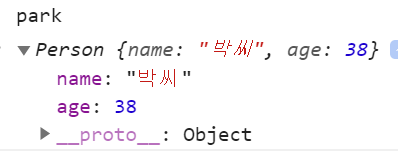 park
▼ Person {name: "박씨", age: 38}
name: "박씨"
age: 38
▶ __proto__: Object